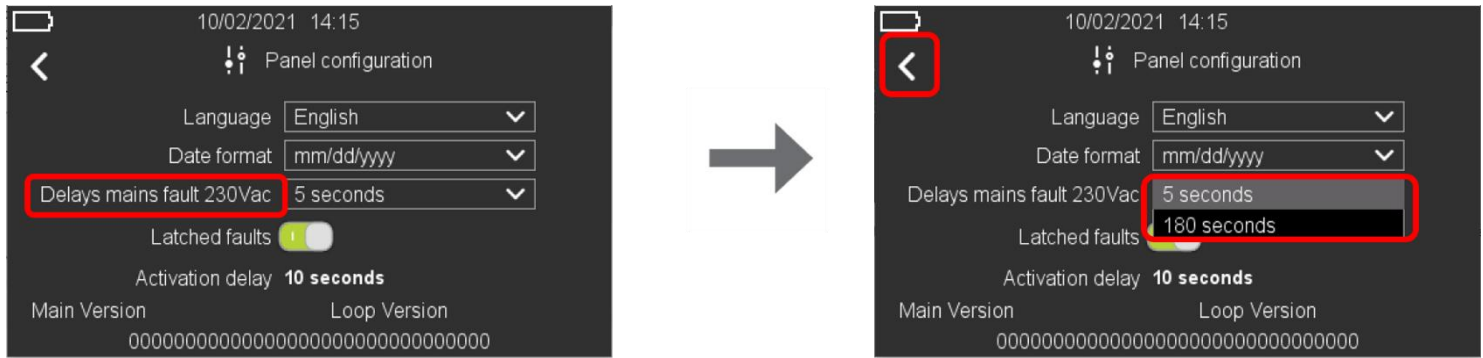 10/02/2021 14:15
Panel configuration
Language English
Date format mm/dd/yyyy
Delays mains fault 230Vac 5 seconds
Latched faults
Activation delay 10 seconds
Main Version Loop Version
10/02/2021 14:15
Panel configuration
Language English
Date format mm/dd/yyyy
Delays mains fault 230Vac 5 seconds
180 seconds
Latched faults
Activation delay 10 seconds
Main Version Loop Version